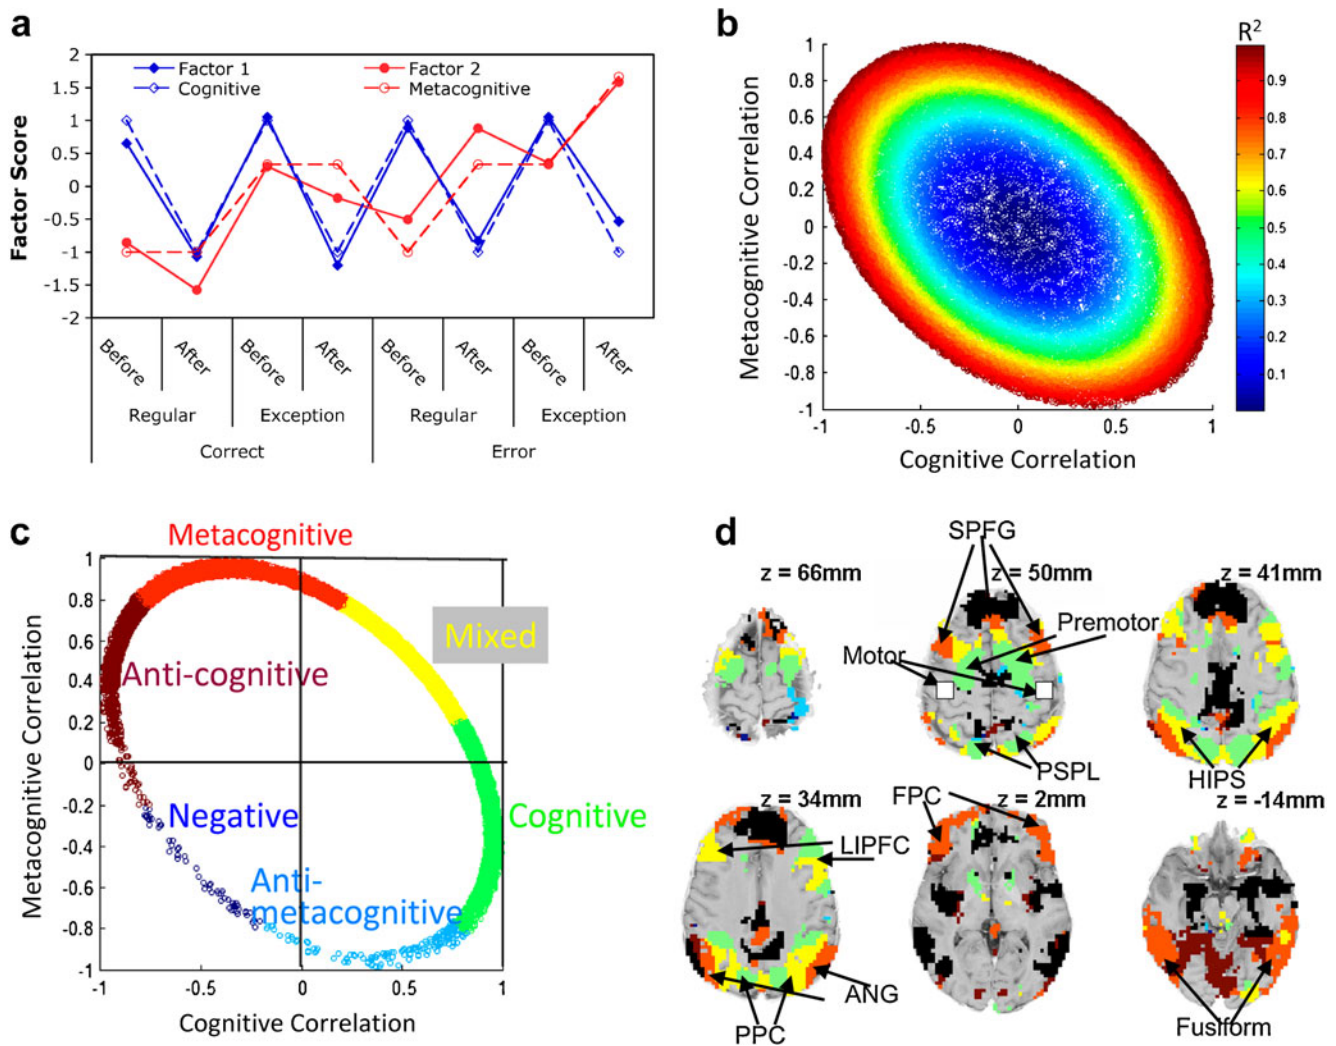 a
2
1.5
1
0.5
0
-0.5
-1
-1.5
-2
Factor Score
Factor 1
Factor 2
Cognitive
Metacognitive
Before
After
Before
After
Before
After
Before
After
Regular
Exception
Regular
Exception
Correct
Error
b
R2
1
0.8
0.6
0.4
0.2
0
-0.2
-0.4
-0.6
-0.8
-1
Metacognitive Correlation
-1
-0.5
0
0.5
1
Cognitive Correlation
0.9
0.8
0.7
0.6
0.5
0.4
0.3
0.2
0.1
c
Metacognitive
Mixed
Anti-cognitive
Negative
Cognitive
Anti-
metacognitive
1
0.8
0.6
0.4
0.2
0
-0.2
-0.4
-0.6
-0.8
-1
Metacognitive Correlation
-1
-0.5
0
0.5
1
Cognitive Correlation
d
SPFG
z = 66mm
z = 50mm
z = 41mm
Premotor
Motor
PSPL
HIPS
z = 34mm
FPC
z = 2mm
z = -14mm
LIPFC
ANG
PPC
Fusiform